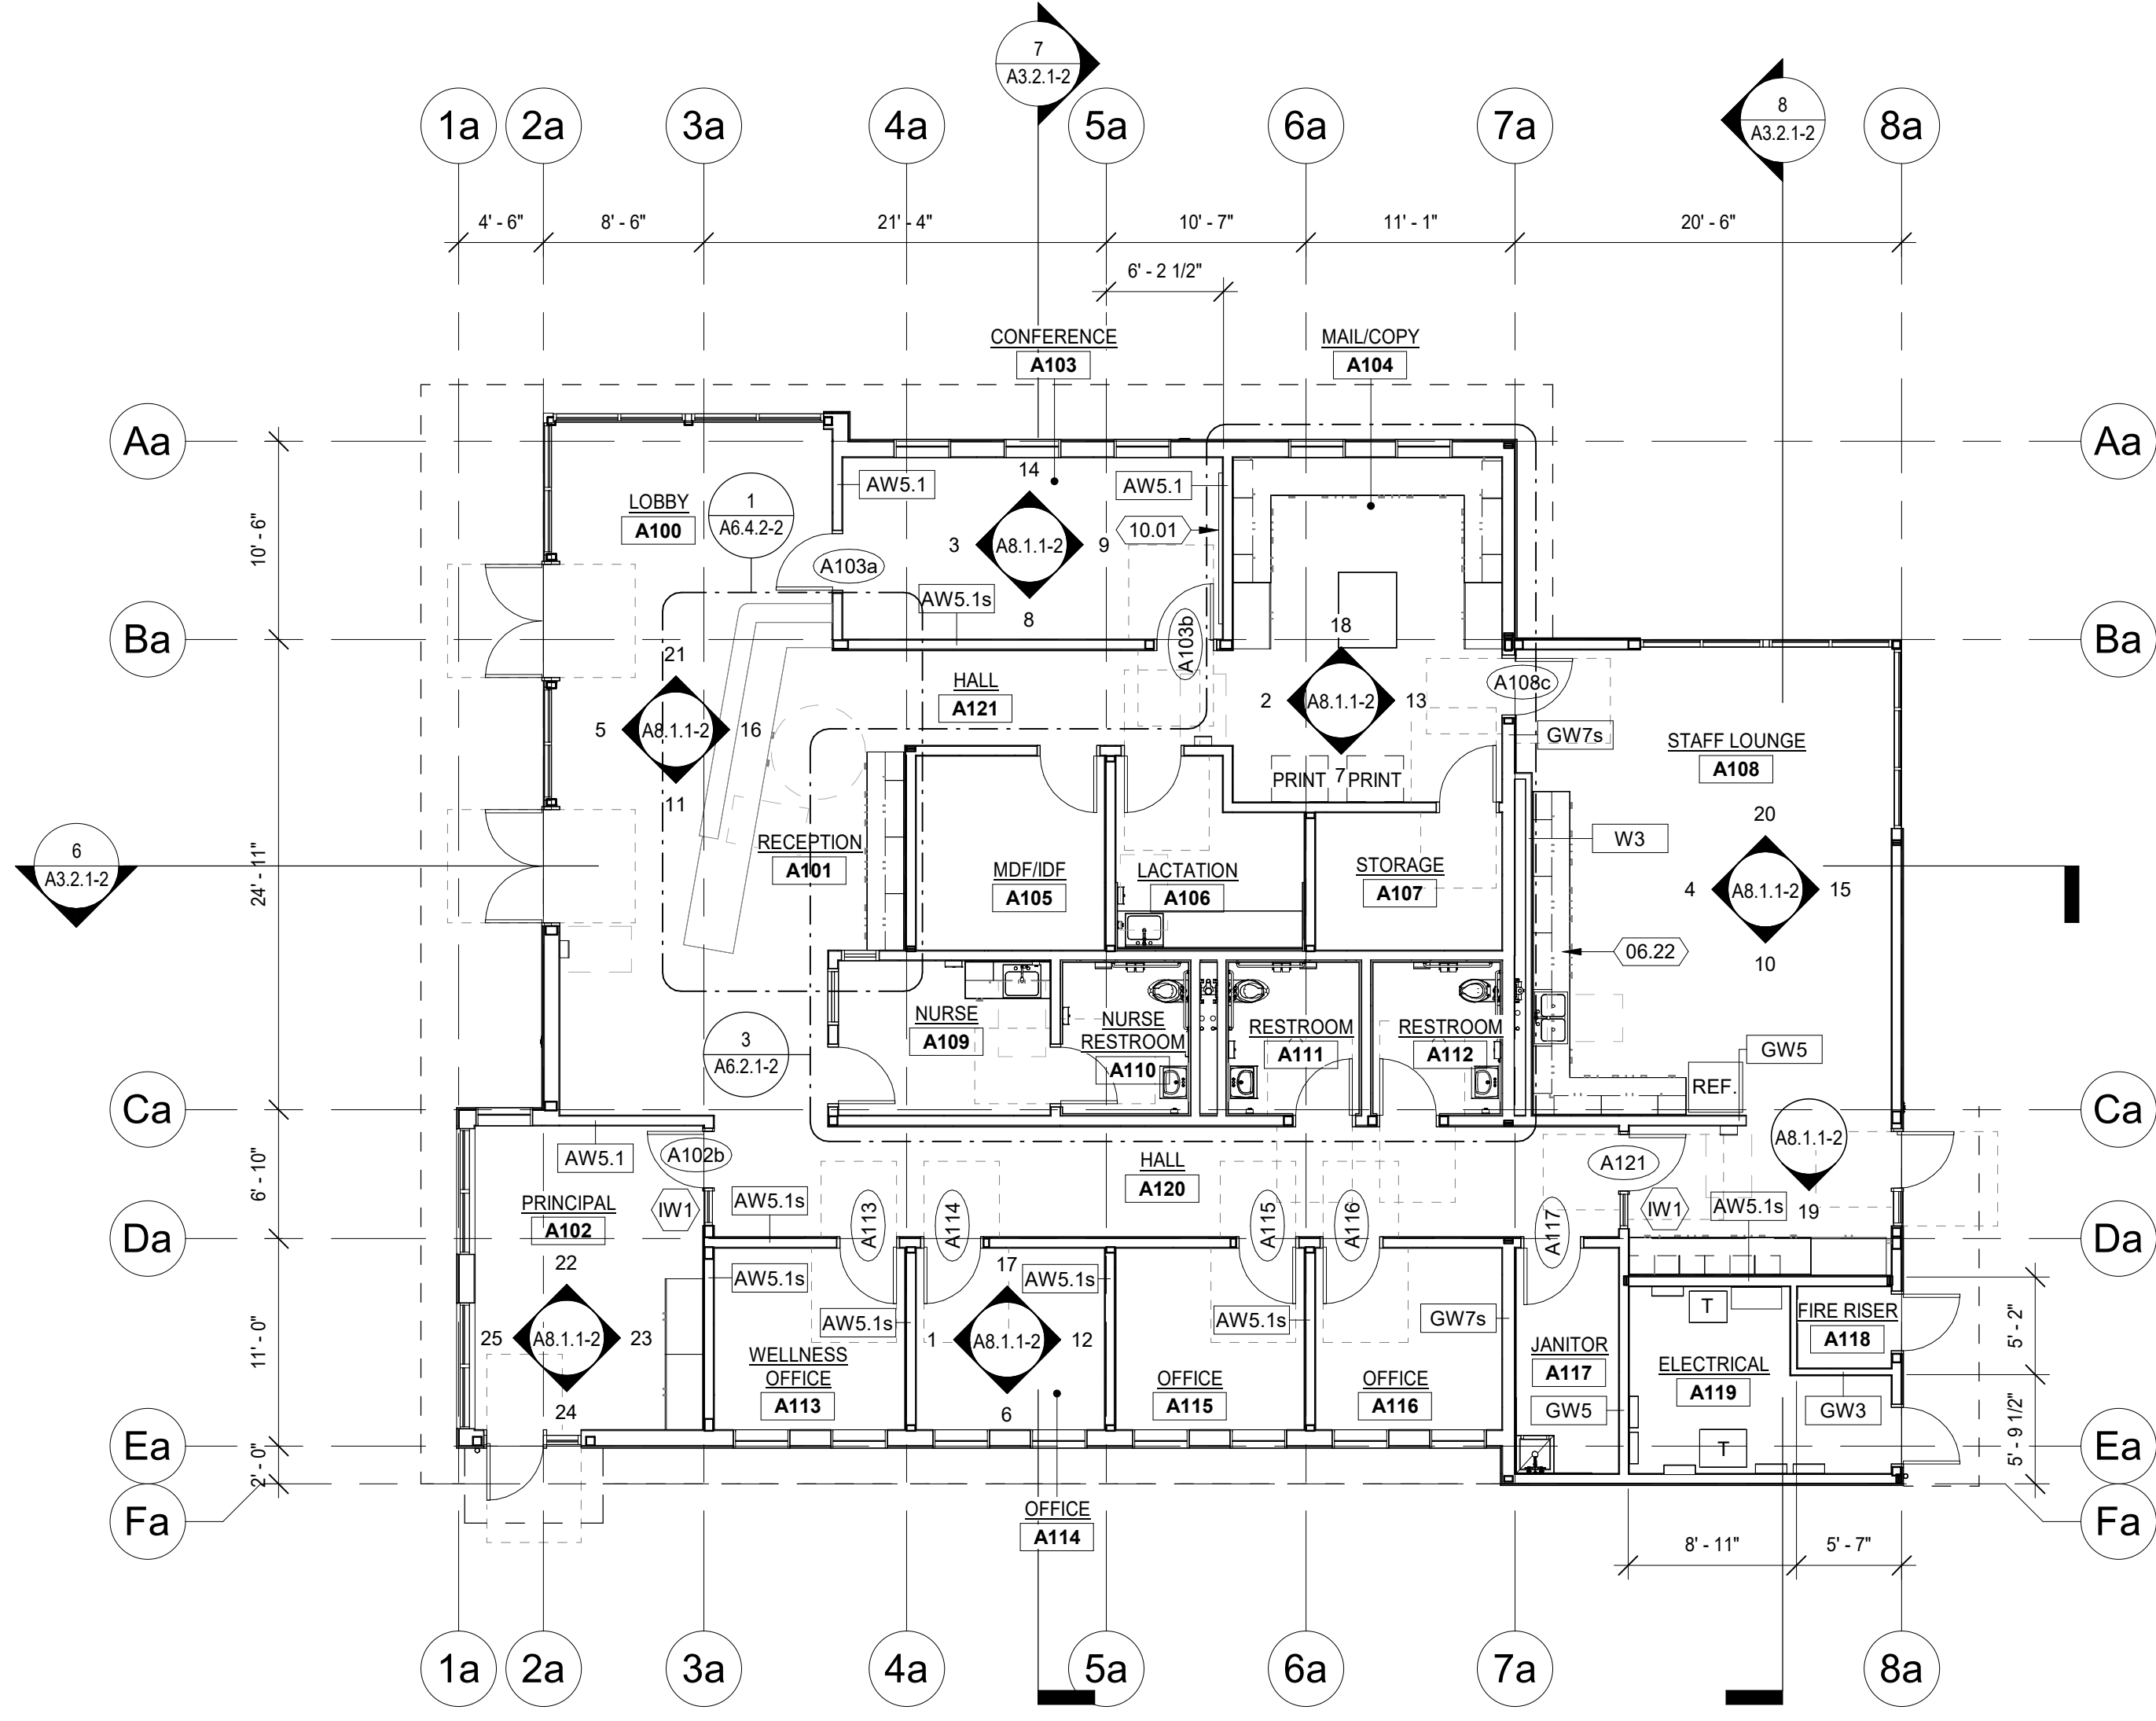 7
A3.2.1-2
8
A3.2.1-2
1a
2a
3a
4a
5a
6a
7a
8a
4' - 6"
8' - 6"
21' - 4"
10' - 7"
11' - 1"
20' - 6"
6' - 2 1/2"
CONFERENCE
A103
MAIL/COPY
A104
Aa
Aa
14
AW5.1
AW5.1
1
A6.4.2-2
LOBBY
A100
10.01
3
A8.1.1-2
9
10' - 6"
A103a
AW5.1s
8
18
Ba
Ba
A103b
21
HALL
A121
A108c
5
A8.1.1-2
16
2
A8.1.1-2
13
GW7s
STAFF LOUNGE
A108
PRINT
7
PRINT
11
20
RECEPTION
A101
W3
6
A3.2.1-2
24' - 11"
MDF/IDF
A105
LACTATION
A106
STORAGE
A107
4
A8.1.1-2
15
06.22
10
NURSE
A109
NURSE
RESTROOM
A110
RESTROOM
A111
RESTROOM
A112
3
A6.2.1-2
GW5
REF.
Ca
Ca
AW5.1
A102b
HALL
A120
A121
A8.1.1-2
6' - 10"
PRINCIPAL
A102
IW1
AW5.1s
A113
A114
A115
A116
A117
IW1
AW5.1s
19
Da
Da
22
AW5.1s
17
AW5.1s
T
FIRE RISER
A118
25
A8.1.1-2
23
AW5.1s
1
A8.1.1-2
12
AW5.1s
GW7s
11' - 0"
5' - 2"
WELLNESS
OFFICE
A113
OFFICE
A115
OFFICE
A116
JANITOR
A117
ELECTRICAL
A119
24
6
GW5
GW3
T
Ea
Ea
2' - 0"
5' - 9 1/2"
Fa
Fa
OFFICE
A114
8' - 11"
5' - 7"
1a
2a
3a
4a
5a
6a
7a
8a